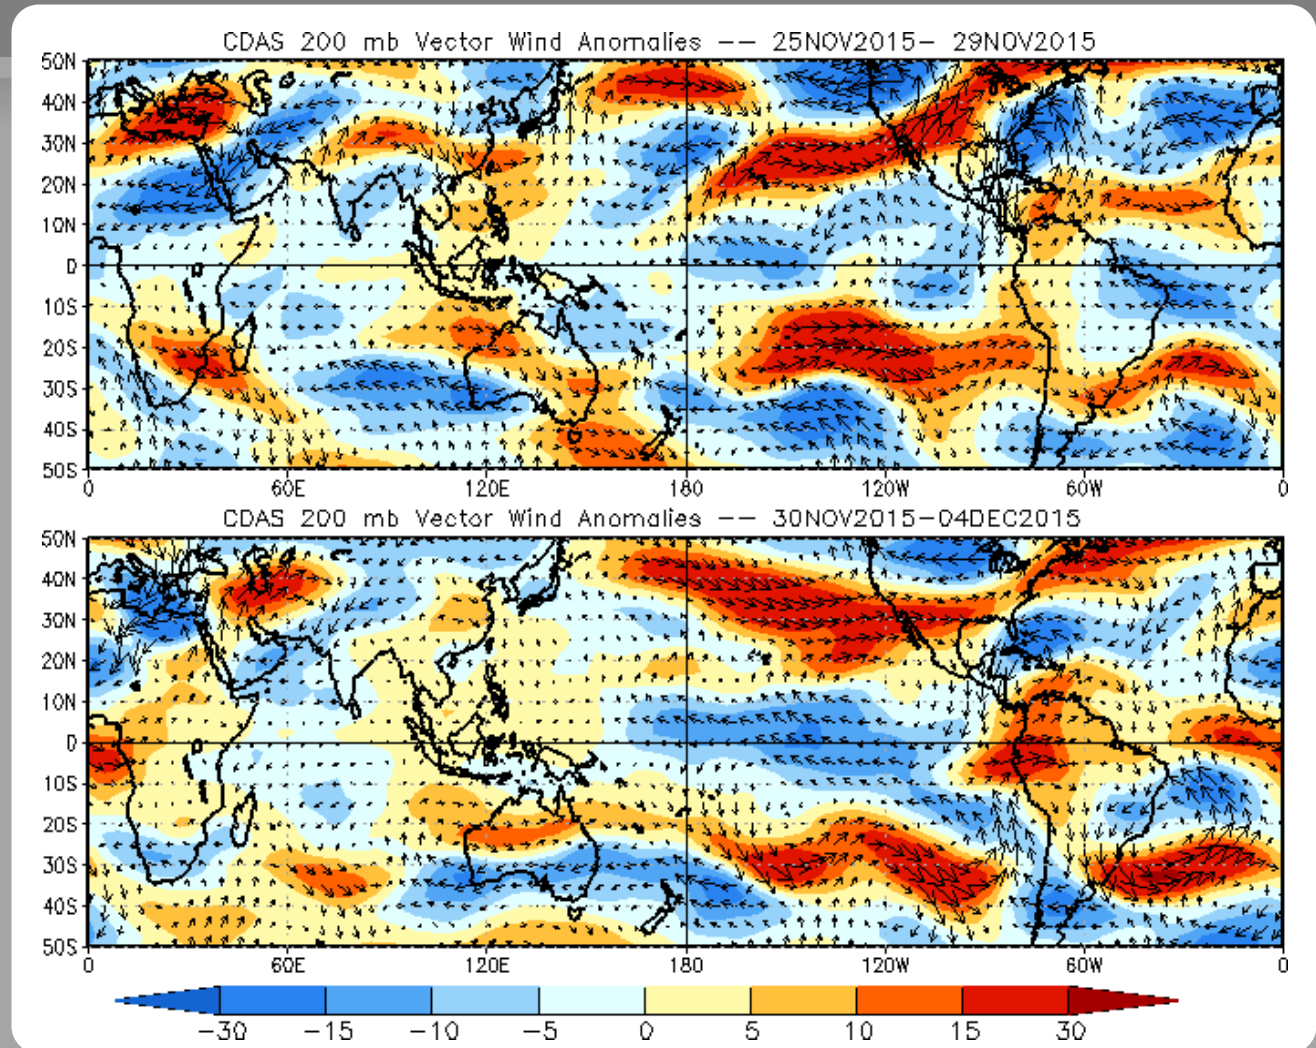 CDAS 200 mb Vector Wind Anomalies -- 25NOV2015- 29NOV2015
50N
40N
30N
20N
10N
0
10S
20S
30S
40S
50S
0 60E 120E 180 120W 60W 0
CDAS 200 mb Vector Wind Anomalies -- 30NOV2015-04DEC2015
50N
40N
30N
20N
10N
0
10S
20S
30S
40S
50S
0 60E 120E 180 120W 60W 0
-30 -15 -10 -5 0 5 10 15 30